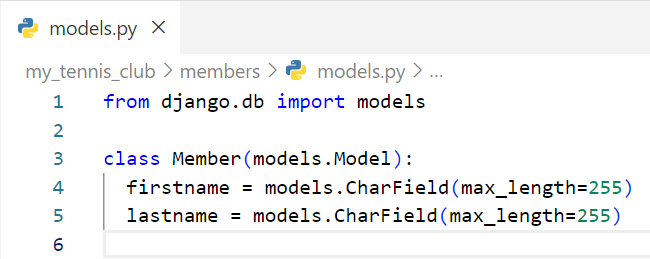 models.py ×
my_tennis_club > members > models.py > ...
1 from django.db import models
2
3 class Member(models.Model):
4   firstname = models.CharField(max_length=255)
5   lastname = models.CharField(max_length=255)
6